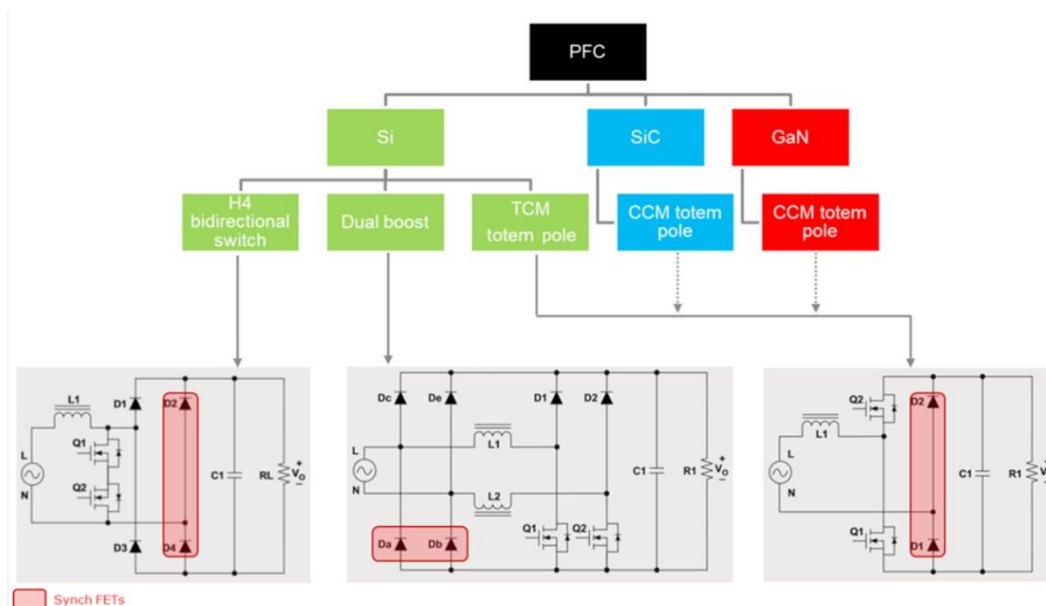 PFC
Si
SiC
GaN
H4
bidirectional
switch
Dual boost
TCM
totem pole
CCM totem
pole
CCM totem
pole
L1
D1
D2
Q1
L
Q2
N
C1
RL
+
Vo
−
D3
D4
Dc
De
D1
D2
L
L1
N
L2
C1
R1
+
Vo
−
Da
Db
Q1
Q2
Q2
D2
L1
L
N
C1
R1
+
Vo
−
Q1
D1
Synch FETs